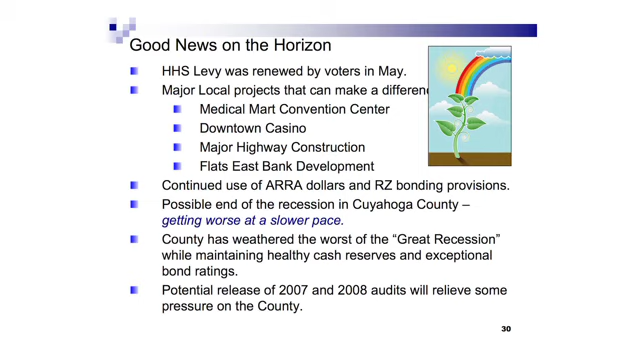 Good News on the Horizon
HHS Levy was renewed by voters in May.
Major Local projects that can make a differenc
Medical Mart Convention Center
Downtown Casino
Major Highway Construction
Flats East Bank Development
Continued use of ARRA dollars and RZ bonding provisions.
Possible end of the recession in Cuyahoga County –
getting worse at a slower pace.
County has weathered the worst of the “Great Recession”
while maintaining healthy cash reserves and exceptional
bond ratings.
Potential release of 2007 and 2008 audits will relieve some
pressure on the County.
30